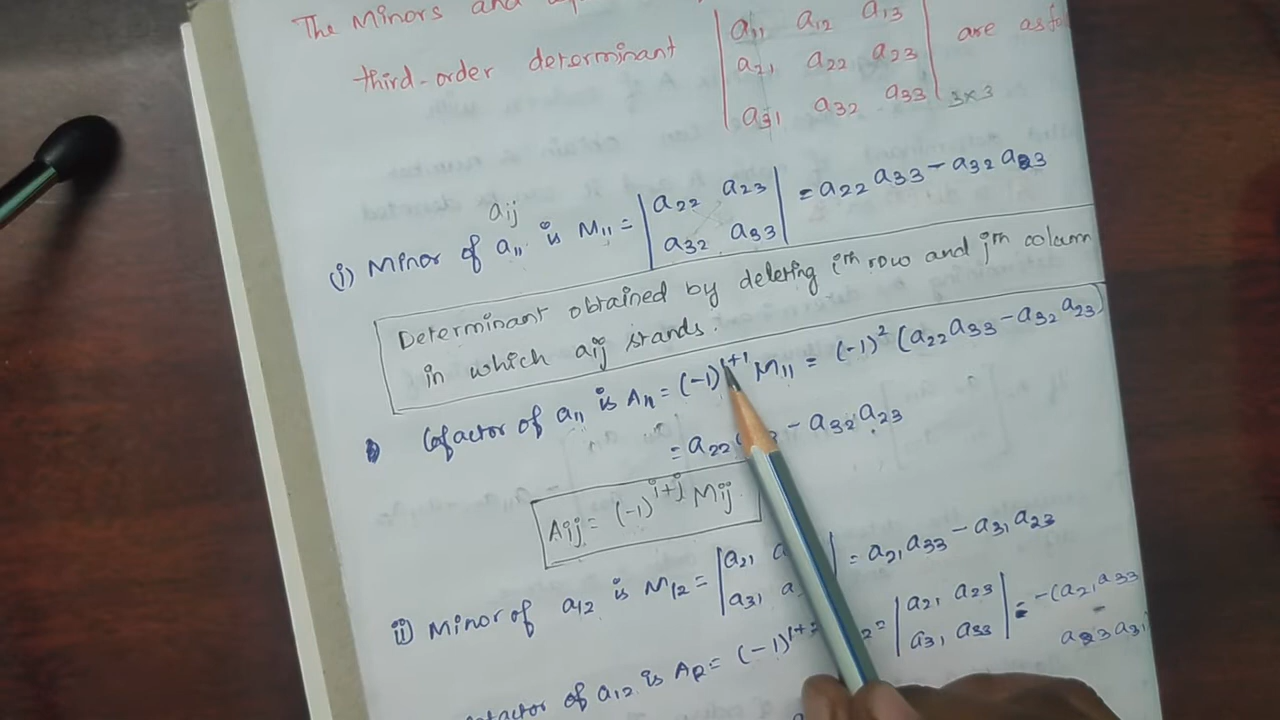 The Minors and
third-order determinant | a11 a12 a13 | are as
| a21 a22 a23 |
| a31 a32 a33 | 3×3
aij
(i) Minor of a11 is M11 = | a22 a23 | = a22 a33 - a32 a23
| a32 a33 |
Determinant obtained by deleting ith row and jth column
in which aij stands.
Cofactor of a11 is A11 = (-1)^1+1 M11 = (-1)^2 (a22 a33 - a32 a23)
= a22 - a32 a23
Aij = (-1)^i+j Mij
ii) Minor of a12 is M12 = | a21 | = a21 a33 - a31 a23
| a31 |
of a12 is A12 = (-1)^1+ 2 = | a21 a23 | = -(a21 a33
| a31 a33 | - a23 a31